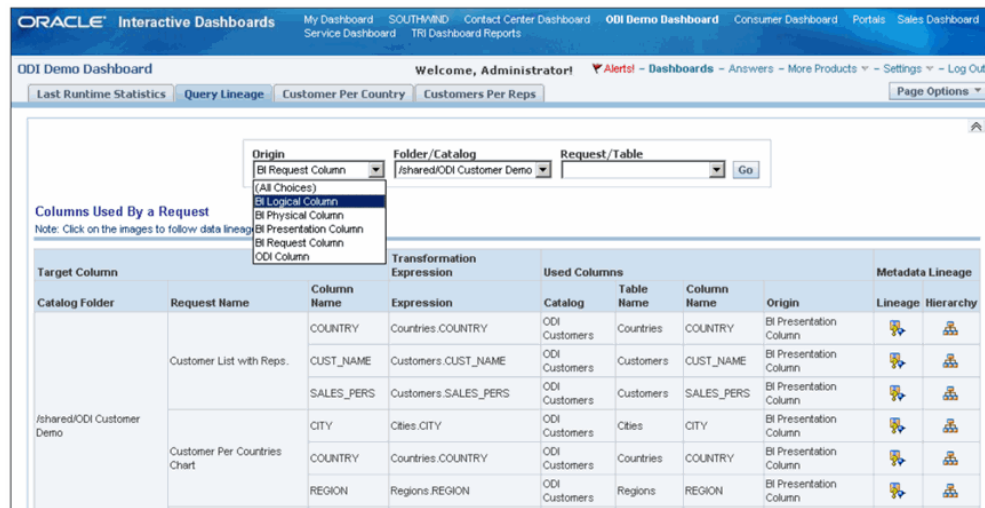 ORACLE Interactive Dashboards
My Dashboard SOUTHWIND Contact Center Dashboard ODI Demo Dashboard Consumer Dashboard Portals Sales Dashboard
Service Dashboard TRI Dashboard Reports
ODI Demo Dashboard
Welcome, Administrator! Alerts! - Dashboards - Answers - More Products - Settings - Log Out
Last Runtime Statistics Query Lineage Customer Per Country Customers Per Reps Page Options
Origin Folder/Catalog Request/Table
BI Request Column /shared/ODI Customer Demo Go
(All Choices)
BI Logical Column
BI Physical Column
BI Presentation Column
BI Request Column
ODI Column
Columns Used By a Request
Note: Click on the images to follow data lineag
Target Column Transformation Expression Used Columns Metadata Lineage
Catalog Folder Request Name Column Name Expression Catalog Table Name Column Name Origin Lineage Hierarchy
/shared/ODI Customer Demo
Customer List with Reps.
COUNTRY Countries.COUNTRY ODI Customers Countries COUNTRY BI Presentation Column
CUST_NAME Customers.CUST_NAME ODI Customers Customers CUST_NAME BI Presentation Column
SALES_PERS Customers.SALES_PERS ODI Customers Customers SALES_PERS BI Presentation Column
Customer Per Countries Chart
CITY Cities.CITY ODI Customers Cities CITY BI Presentation Column
COUNTRY Countries.COUNTRY ODI Customers Countries COUNTRY BI Presentation Column
REGION Regions.REGION ODI Customers Regions REGION BI Presentation Column